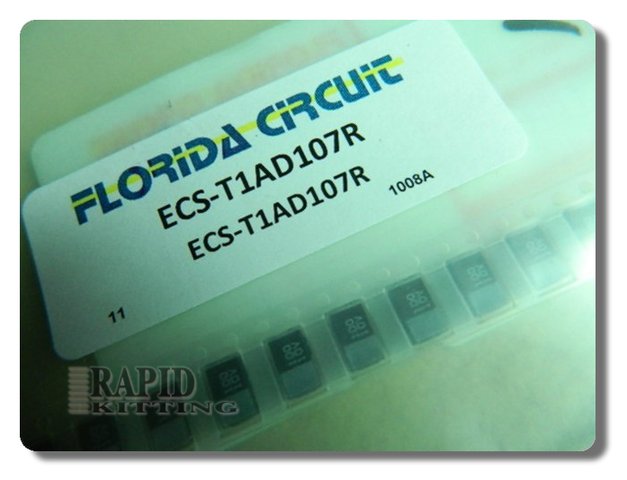 FLORIDA CIRCUIT
ECS-T1AD107R
ECS-T1AD107R
1008A
11
RAPID
KITTING